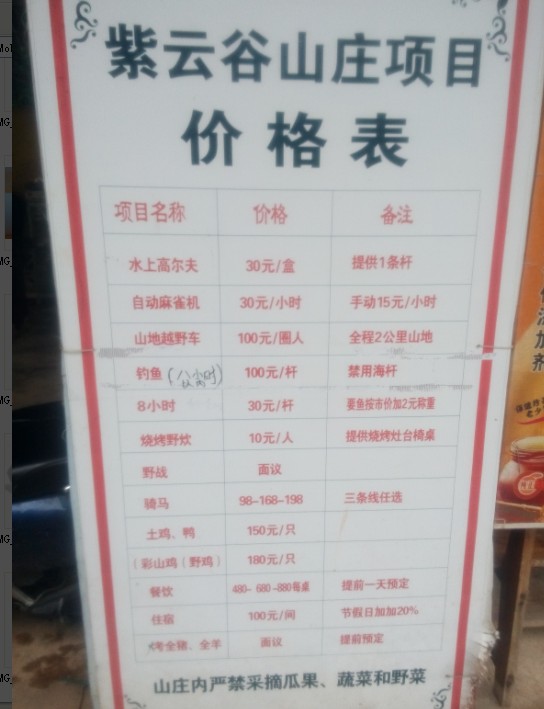 紫云谷山庄项目
价格表
项目名称 价格 备注
水上高尔夫 30元/盒 提供1条杆
自动麻雀机 30元/小时 手动15元/小时
山地越野车 100元/圈人 全程2公里山地
钓鱼(八小时以内) 100元/杆 禁用海杆
8小时 30元/杆 要鱼按市价加2元称重
烧烤野炊 10元/人 提供烧烤灶台椅桌
野战 面议
骑马 98-168-198 三条线任选
土鸡、鸭 150元/只
(彩山鸡(野鸡) 180元/只
餐饮 480-680-880每桌 提前一天预定
住宿 100元/间 节假日加加20%
烤全猪、全羊 面议 提前预定
山庄内严禁采摘瓜果、蔬菜和野菜